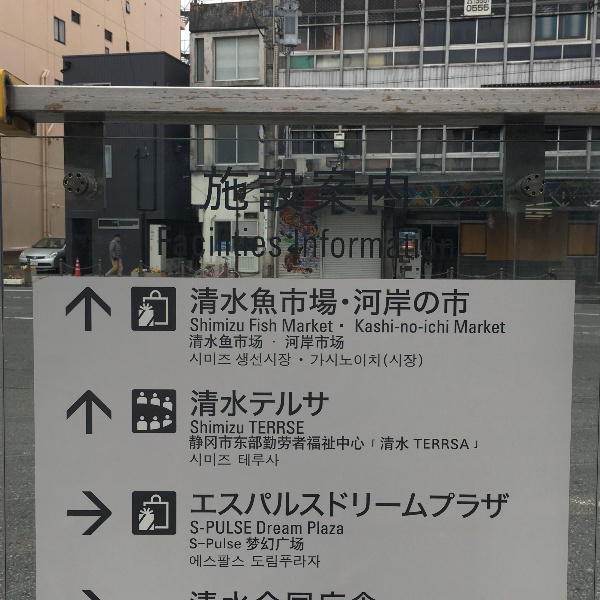 0555
施設案内
Facilities Information
清水魚市場・河岸の市
Shimizu Fish Market・ Kashi-no-ichi Market
清水鱼市场 ・ 河岸市场
시미즈 생선시장・가시노이치(시장)
清水テルサ
Shimizu TERRSE
静冈市东部勤劳者福祉中心「清水 TERRSA」
시미즈 테루사
エスパルスドリームプラザ
S-PULSE Dream Plaza
S-Pulse 梦幻广场
에스팔스 도림푸라자